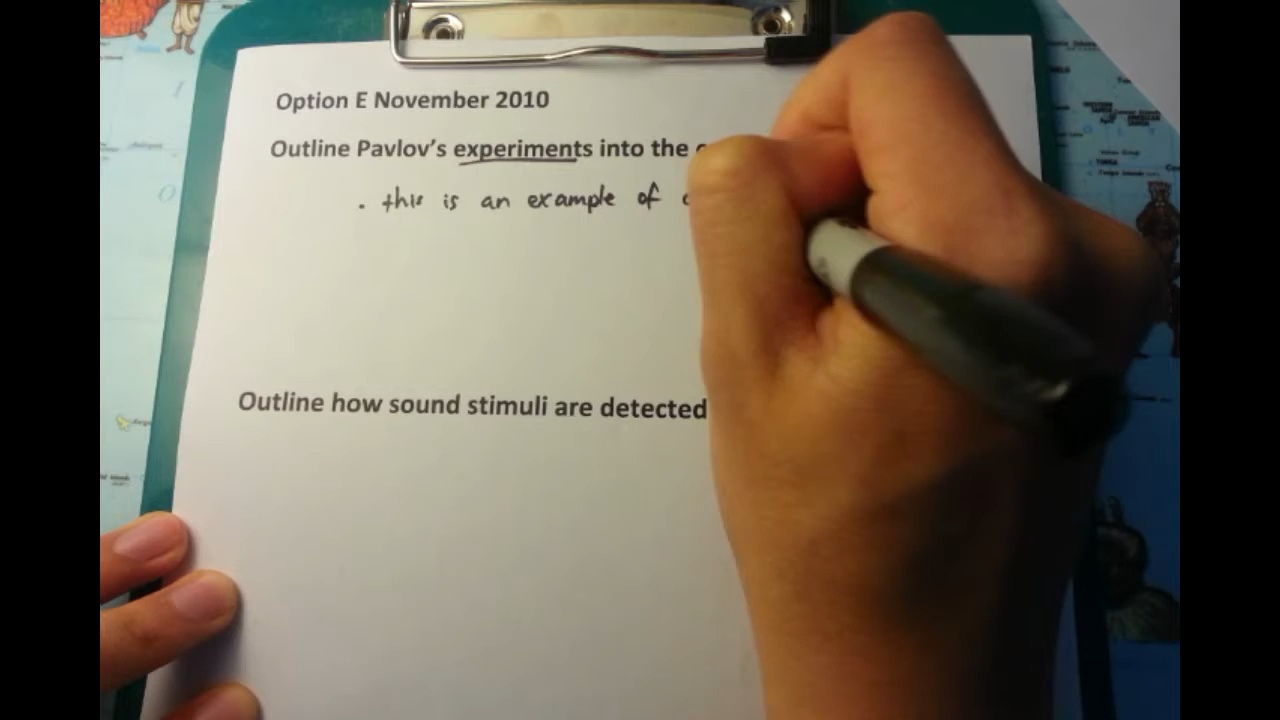 Option E November 2010
Outline Pavlov's experiments into the
. this is an example of
Outline how sound stimuli are detected